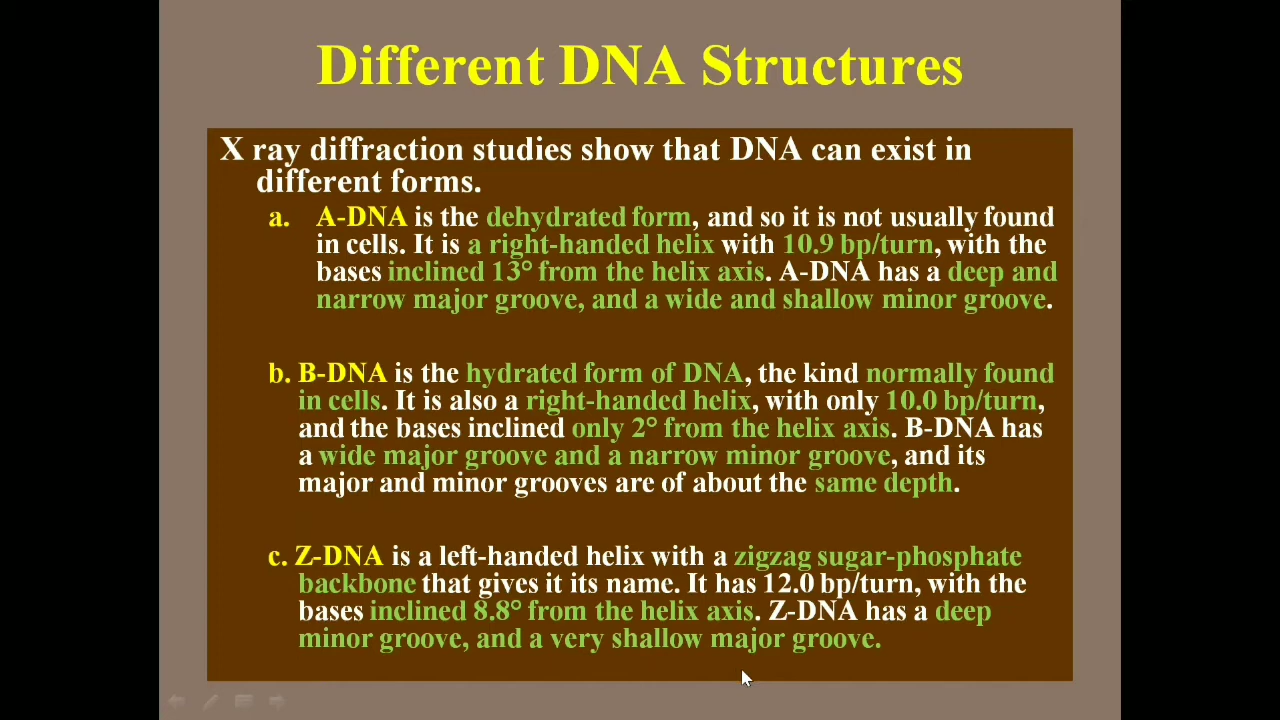 Different DNA Structures
X ray diffraction studies show that DNA can exist in
different forms.
a. A-DNA is the dehydrated form, and so it is not usually found
in cells. It is a right-handed helix with 10.9 bp/turn, with the
bases inclined 13° from the helix axis. A-DNA has a deep and
narrow major groove, and a wide and shallow minor groove.
b. B-DNA is the hydrated form of DNA, the kind normally found
in cells. It is also a right-handed helix, with only 10.0 bp/turn,
and the bases inclined only 2° from the helix axis. B-DNA has
a wide major groove and a narrow minor groove, and its
major and minor grooves are of about the same depth.
c. Z-DNA is a left-handed helix with a zigzag sugar-phosphate
backbone that gives it its name. It has 12.0 bp/turn, with the
bases inclined 8.8° from the helix axis. Z-DNA has a deep
minor groove, and a very shallow major groove.